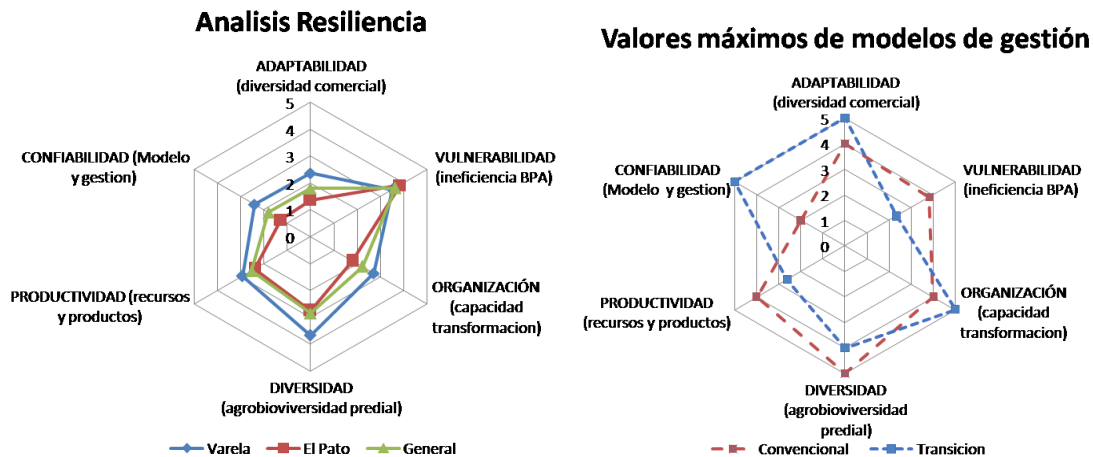 Analisis Resiliencia
ADAPTABILIDAD
(diversidad comercial)
5
4
3
2
1
0
VULNERABILIDAD
(ineficiencia BPA)
ORGANIZACIÓN
(capacidad
transformacion)
DIVERSIDAD
(agrobioviversidad predial)
PRODUCTIVIDAD (recursos
y productos)
CONFIABILIDAD (Modelo
y gestion)
Varela
El Pato
General
Valores máximos de modelos de gestión
ADAPTABILIDAD
(diversidad comercial)
5
4
3
2
1
0
VULNERABILIDAD
(ineficiencia BPA)
ORGANIZACIÓN
(capacidad
transformacion)
DIVERSIDAD
(agrobioviversidad
predial)
PRODUCTIVIDAD
(recursos y productos)
CONFIABILIDAD
(Modelo y gestion)
Convencional
Transicion